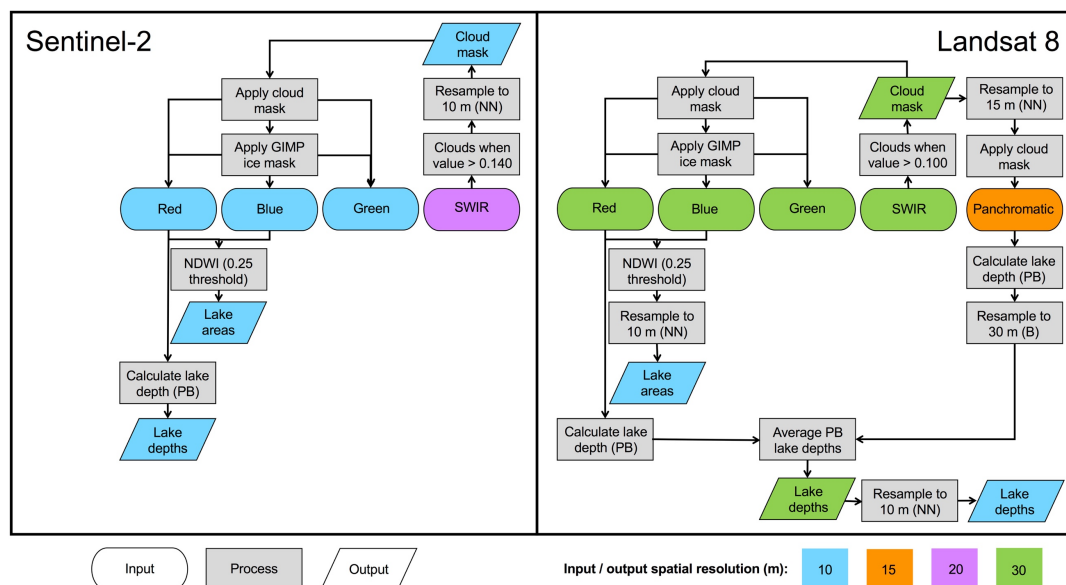 Sentinel-2
Cloud
mask
Apply cloud
mask
Resample to
10 m (NN)
Apply GIMP
ice mask
Clouds when
value > 0.140
Red
Blue
Green
SWIR
NDWI (0.25
threshold)
Lake
areas
Calculate lake
depth (PB)
Lake
depths
Landsat 8
Apply cloud
mask
Cloud
mask
Resample to
15 m (NN)
Apply GIMP
ice mask
Clouds when
value > 0.100
Apply cloud
mask
Red
Blue
Green
SWIR
Panchromatic
NDWI (0.25
threshold)
Calculate lake
depth (PB)
Resample to
10 m (NN)
Resample to
30 m (B)
Lake
areas
Calculate lake
depth (PB)
Average PB
lake depths
Lake
depths
Resample to
10 m (NN)
Lake
depths
Input
Process
Output
Input / output spatial resolution (m):
10
15
20
30